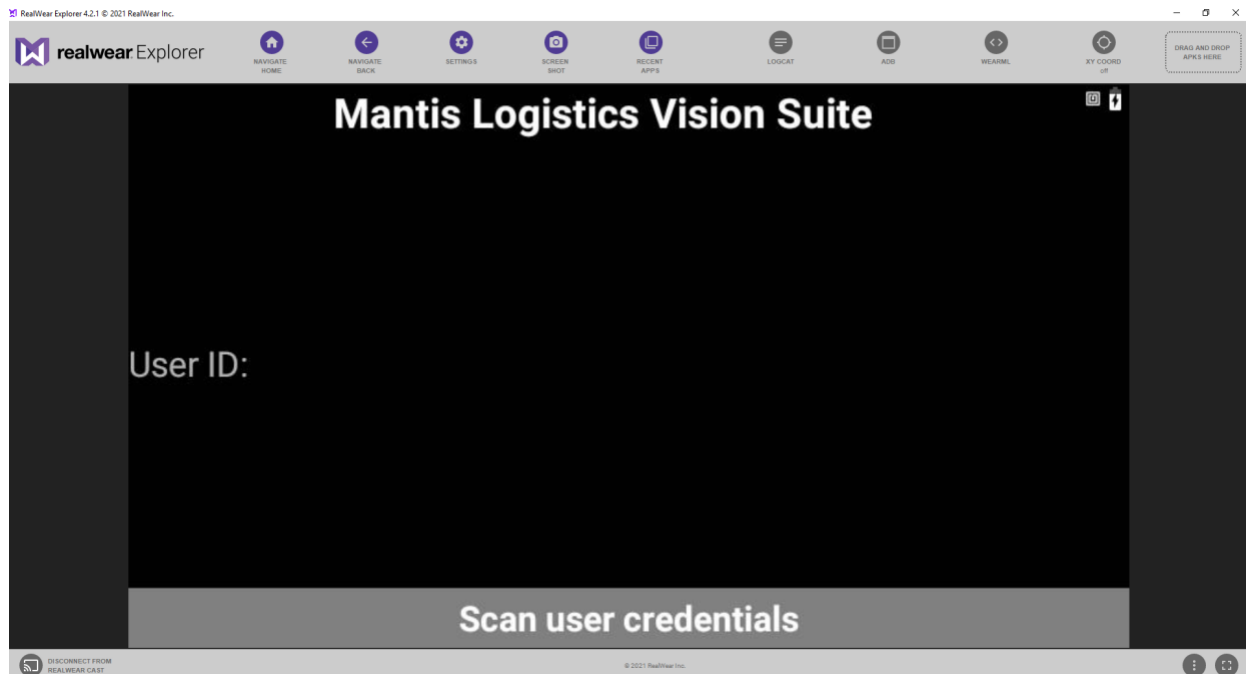 RealWear Explorer 4.2.1 © 2021 RealWear Inc.
realwear Explorer
NAVIGATE
HOME
NAVIGATE
BACK
SETTINGS
SCREEN
SHOT
RECENT
APPS
LOGCAT
ADB
WEARML
XY COORD
off
DRAG AND DROP
APKS HERE
Mantis Logistics Vision Suite
User ID:
Scan user credentials
DISCONNECT FROM
REALWEAR CAST
© 2021 RealWear Inc.